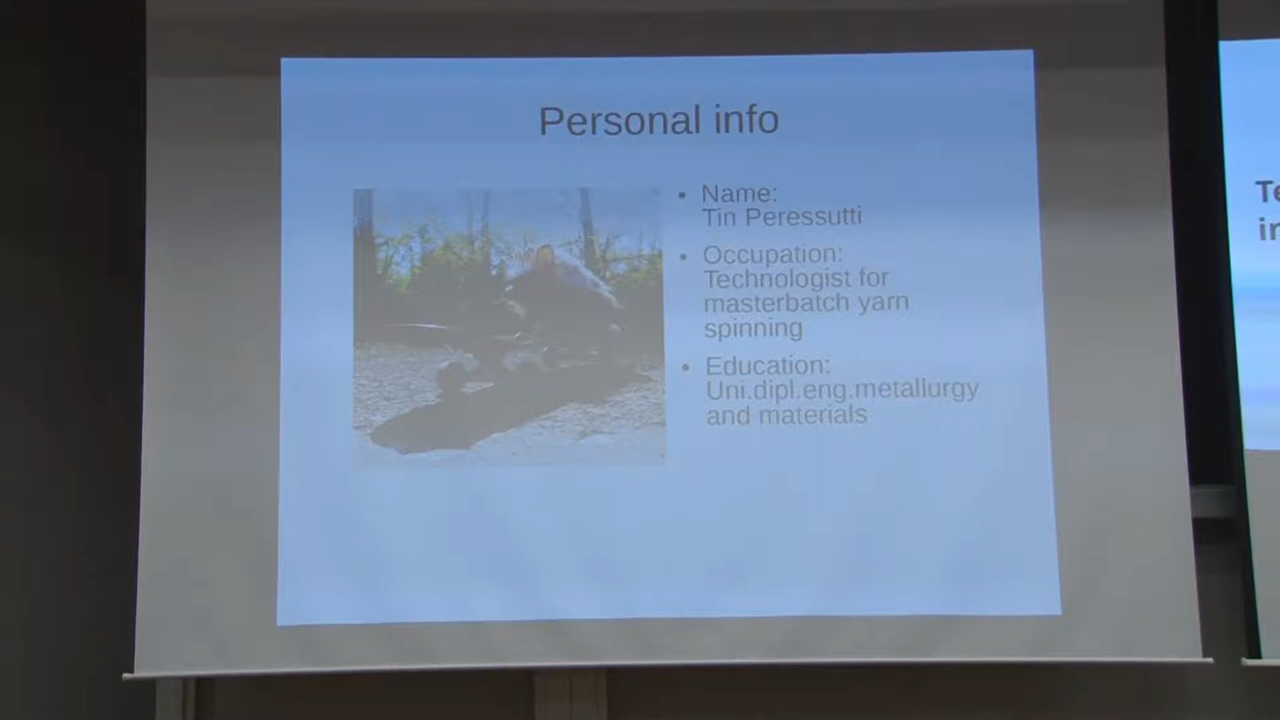 Personal info
• Name:
Tin Peressutti
• Occupation:
Technologist for
masterbatch yarn
spinning
• Education:
Uni.dipl.eng.metallurgy
and materials